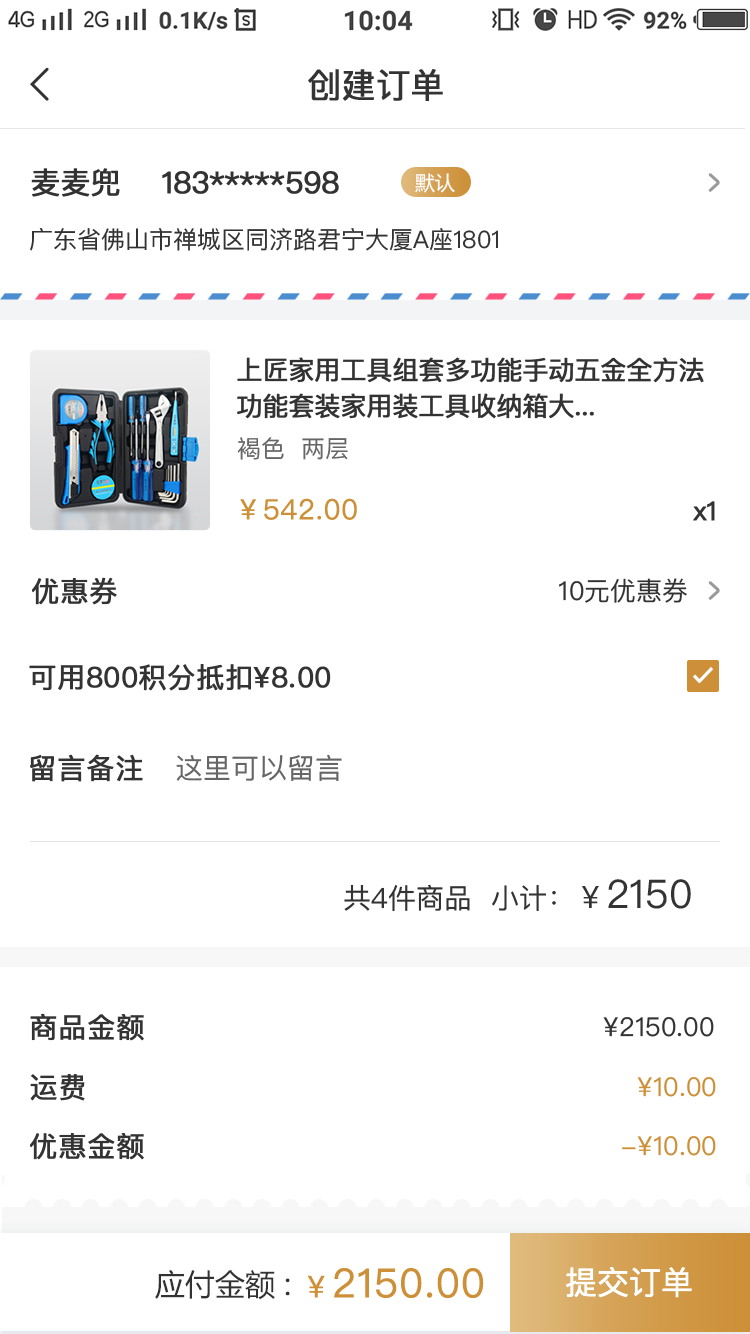 4G 2G 0.1K/s 10:04 HD 92%
创建订单
麦麦兜 183*****598 默认
广东省佛山市禅城区同济路君宁大厦A座1801
上匠家用工具组套多功能手动五金全方法
功能套装家用装工具收纳箱大...
褐色 两层
¥542.00 x1
优惠券 10元优惠券
可用800积分抵扣¥8.00
留言备注 这里可以留言
共4件商品 小计: ¥2150
商品金额 ¥2150.00
运费 ¥10.00
优惠金额 –¥10.00
应付金额: ¥2150.00 提交订单